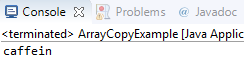 Console Problems @ Javadoc
<terminated> ArrayCopyExample [Java Applic
caffein